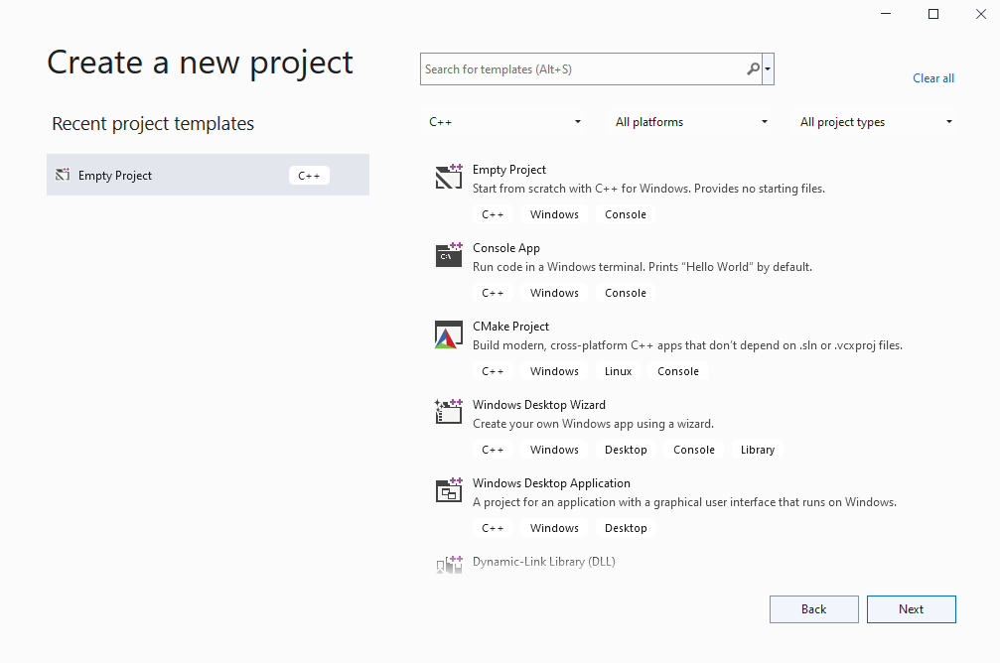 Create a new project
Search for templates (Alt+S)
Clear all
Recent project templates
C++
All platforms
All project types
Empty Project
C++
Empty Project
Start from scratch with C++ for Windows. Provides no starting files.
C++ Windows Console
Console App
Run code in a Windows terminal. Prints "Hello World" by default.
C++ Windows Console
CMake Project
Build modern, cross-platform C++ apps that don't depend on .sln or .vcxproj files.
C++ Windows Linux Console
Windows Desktop Wizard
Create your own Windows app using a wizard.
C++ Windows Desktop Console Library
Windows Desktop Application
A project for an application with a graphical user interface that runs on Windows.
C++ Windows Desktop
Dynamic-Link Library (DLL)
Back
Next